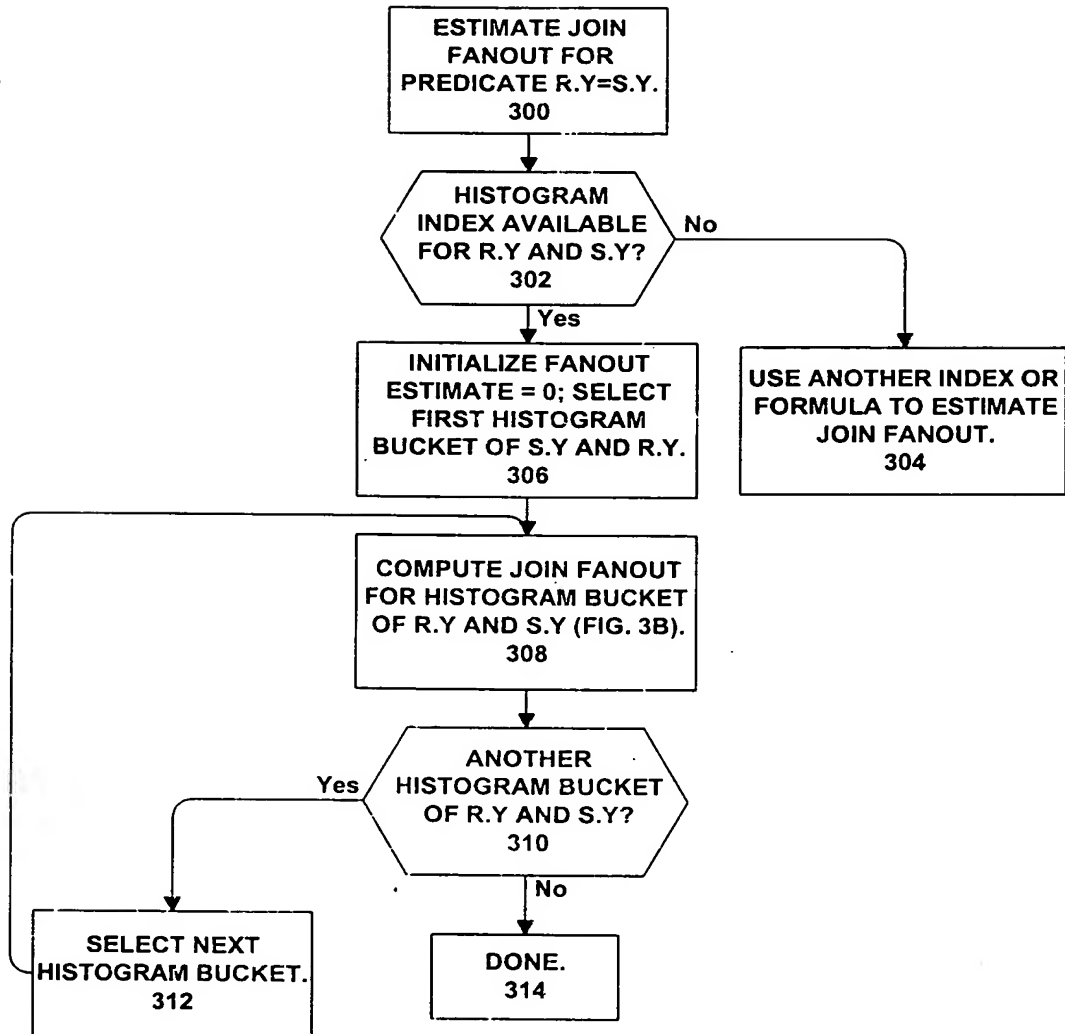 ESTIMATE JOIN
FANOUT FOR
PREDICATE R.Y=S.Y.
300
HISTOGRAM
INDEX AVAILABLE
FOR R.Y AND S.Y?
302
No
Yes
INITIALIZE FANOUT
ESTIMATE = 0; SELECT
FIRST HISTOGRAM
BUCKET OF S.Y AND R.Y.
306
USE ANOTHER INDEX OR
FORMULA TO ESTIMATE
JOIN FANOUT.
304
COMPUTE JOIN FANOUT
FOR HISTOGRAM BUCKET
OF R.Y AND S.Y (FIG. 3B).
308
ANOTHER
HISTOGRAM BUCKET
OF R.Y AND S.Y?
310
Yes
No
SELECT NEXT
HISTOGRAM BUCKET.
312
DONE.
314